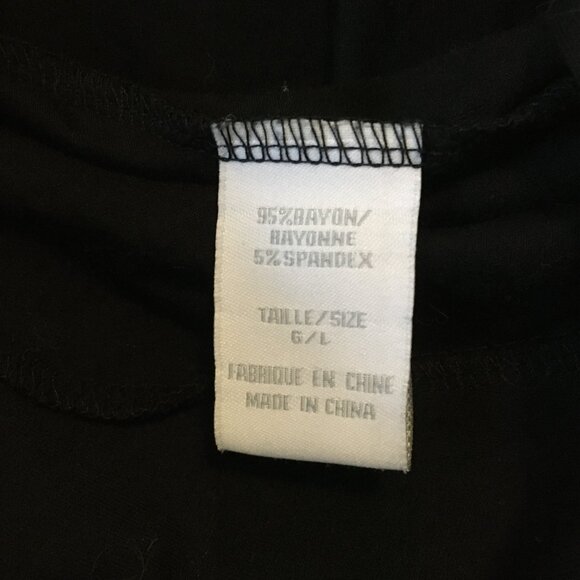 95%RAYON/
RAYONNE
5%SPANDEX
TAILLE/SIZE
G/L
FABRIQUE EN CHINE
MADE IN CHINA